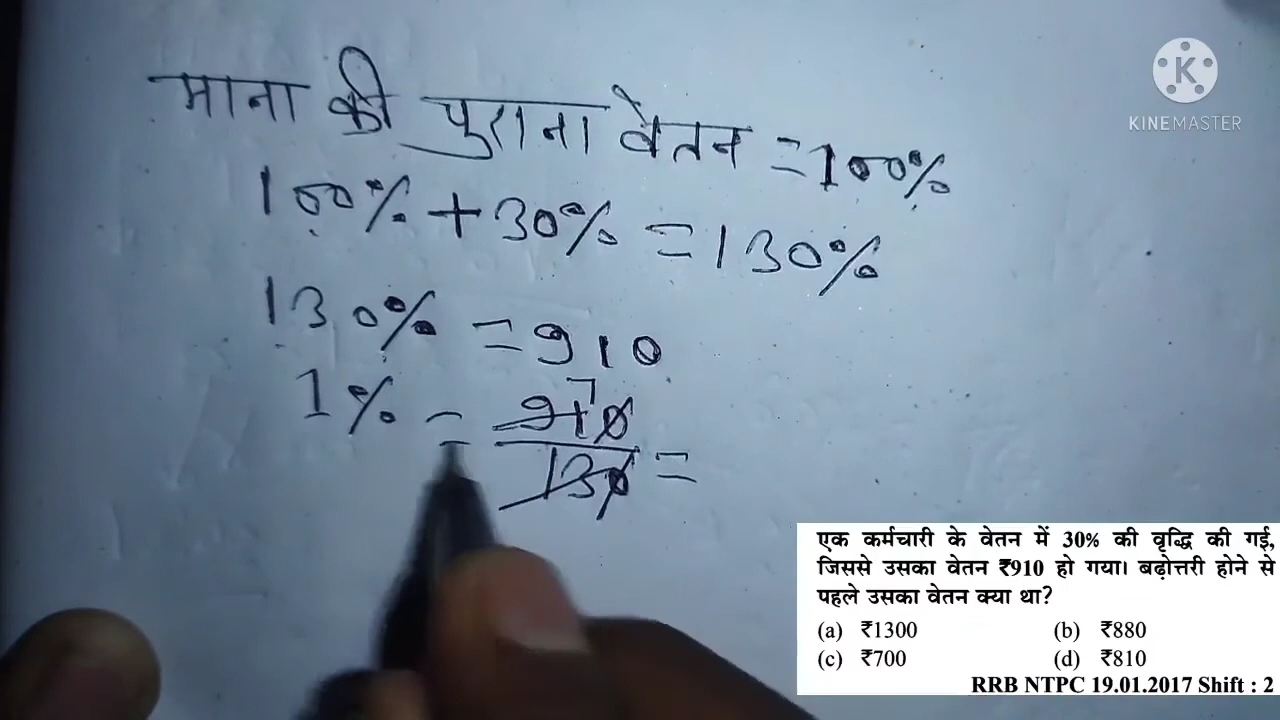 माना की पुराना वेतन =100%
100% + 30% = 130%
130% = 910
1% = 910/130 =
7
K
KINEMASTER
एक कर्मचारी के वेतन में 30% की वृद्धि की गई,
जिससे उसका वेतन ₹910 हो गया। बढ़ोत्तरी होने से
पहले उसका वेतन क्या था?
(a) ₹1300 (b) ₹880
(c) ₹700 (d) ₹810
RRB NTPC 19.01.2017 Shift : 2